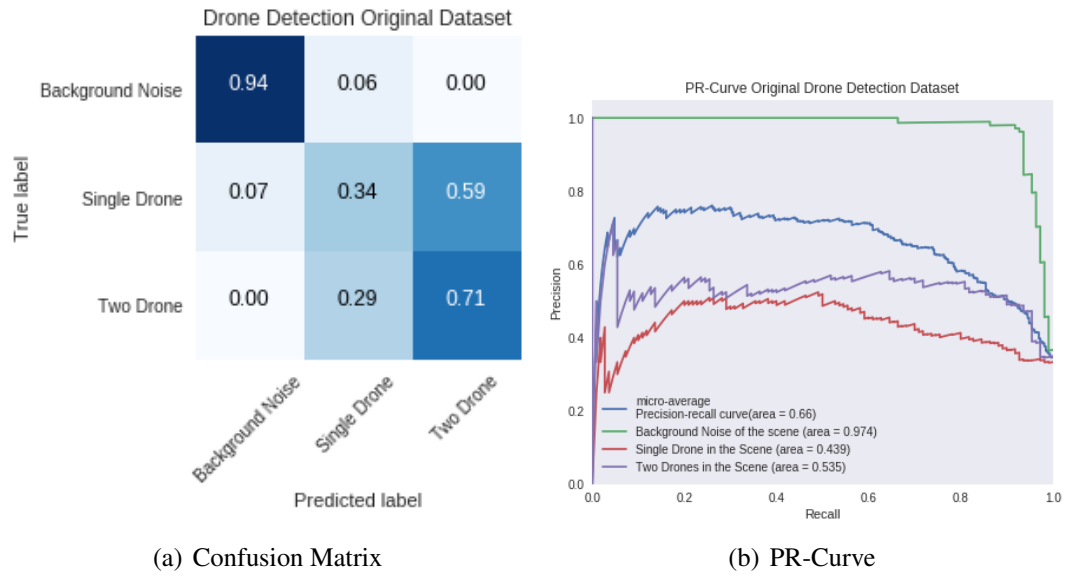 Drone Detection Original Dataset
True label
Background Noise
0.94 0.06 0.00
Single Drone
0.07 0.34 0.59
Two Drone
0.00 0.29 0.71
Background Noise
Single Drone
Two Drone
Predicted label
(a) Confusion Matrix
PR-Curve Original Drone Detection Dataset
Precision
1.0
0.8
0.6
0.4
0.2
0.0
micro-average
Precision-recall curve(area = 0.66)
Background Noise of the scene (area = 0.974)
Single Drone in the Scene (area = 0.439)
Two Drones in the Scene (area = 0.535)
0.0 0.2 0.4 0.6 0.8 1.0
Recall
(b) PR-Curve